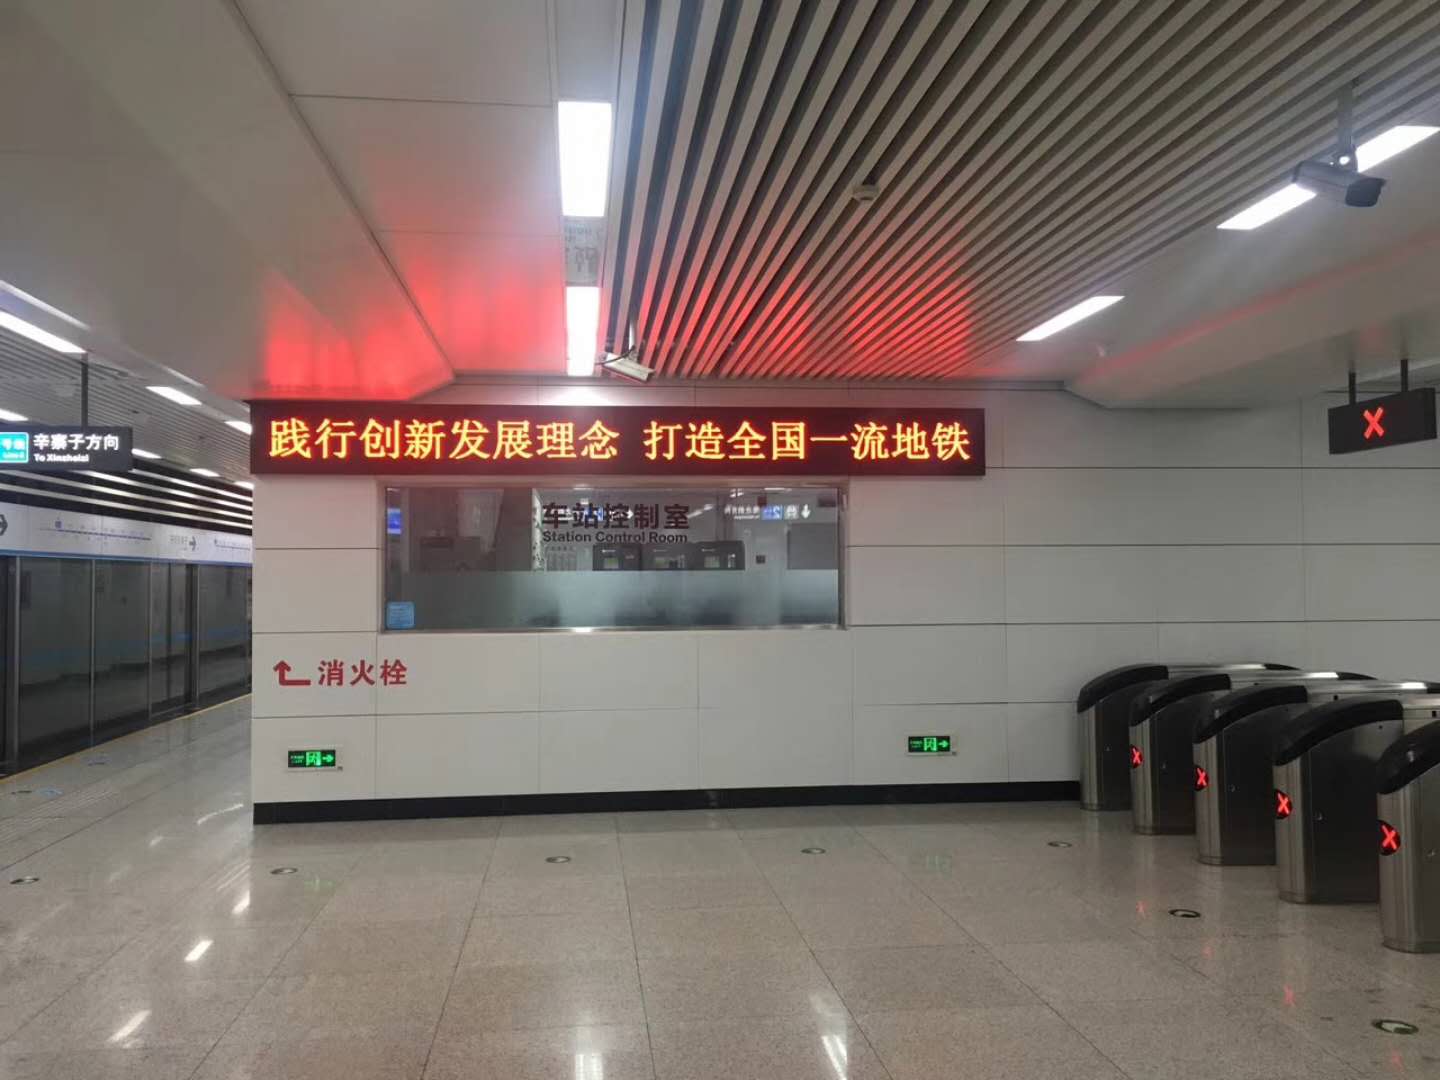 践行创新发展理念 打造全国一流地铁
辛寨子方向
To Xinzhaizi
车站控制室
Station Control Room
消火栓